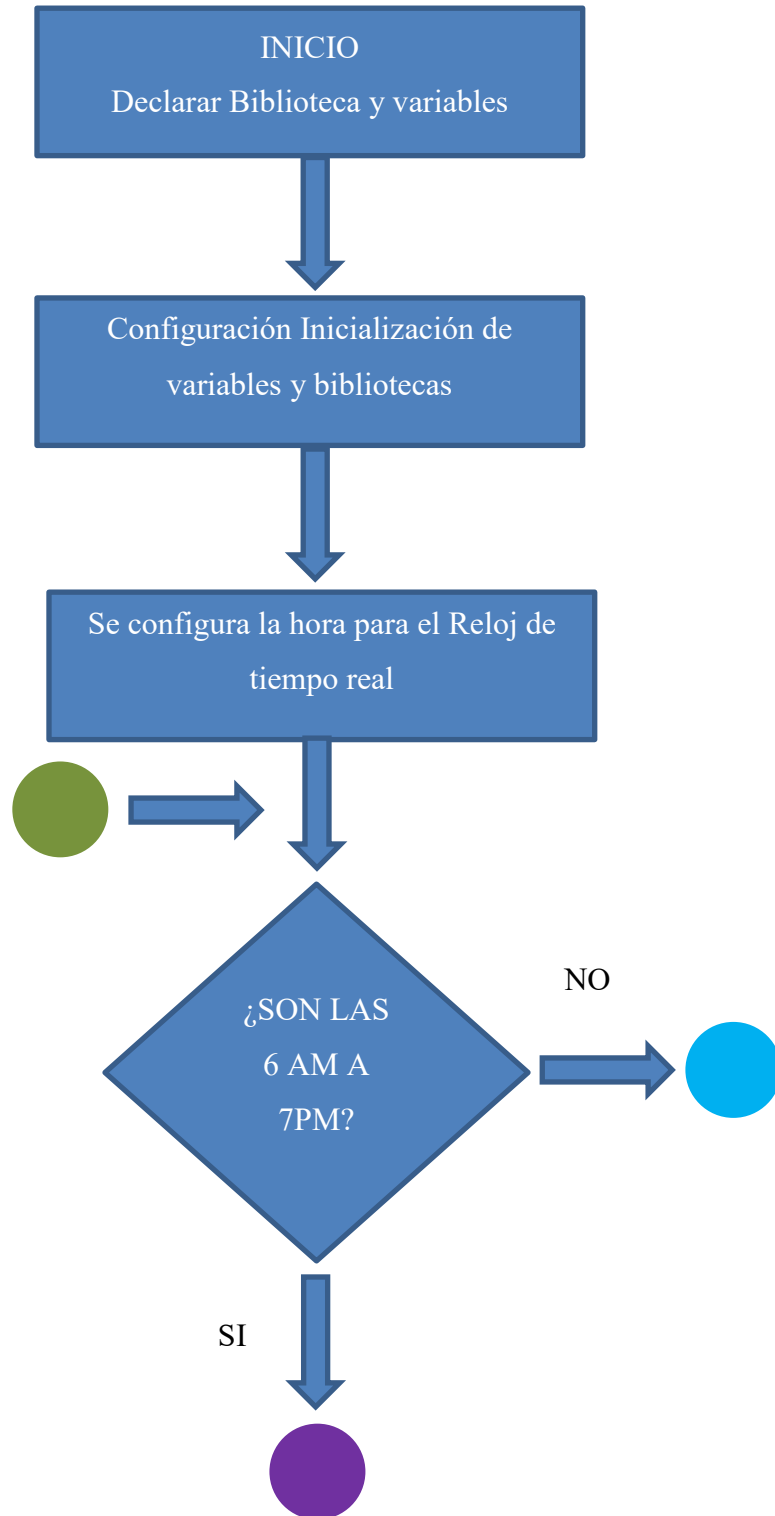 INICIO
Declarar Biblioteca y variables
Configuración Inicialización de
variables y bibliotecas
Se configura la hora para el Reloj de
tiempo real
¿SON LAS
6 AM A
7PM?
NO
SI